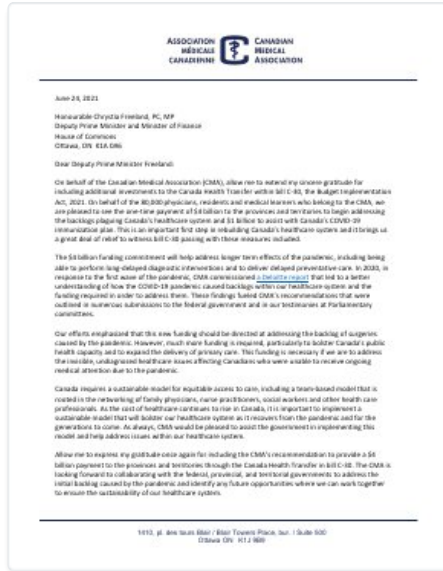 ASSOCIATION MÉDICALE CANADIENNE
CANADIAN MEDICAL ASSOCIATION
June 24, 2021
Honourable Chrystia Freeland, PC, MP
Deputy Prime Minister and Minister of Finance
House of Commons
Ottawa, ON K1A 0A6
Dear Deputy Prime Minister Freeland:
On behalf of the Canadian Medical Association (CMA), allow me to extend my sincere gratitude for
including additional investments to the Canada Health Transfer within bill C-30, the Budget Implementation
Act, 2021. On behalf of the 80,000 physicians, residents and medical learners who belong to the CMA, we
are pleased to see the one-time payment of $4 billion to the provinces and territories to begin addressing
the backlogs plaguing Canada's healthcare system and $1 billion to assist with Canada's COVID-19
immunization plan. This is an important first step in rebuilding Canada's healthcare system and it brings us
a great deal of relief to witness bill C-30 passing with these measures included.
The $4 billion funding commitment will help address longer term effects of the pandemic, including being
able to perform long-delayed diagnostic interventions and to deliver delayed preventative care. In 2020, in
response to the first wave of the pandemic, CMA commissioned a Deloitte report that led to a better
understanding of how the COVID-19 pandemic caused backlogs within our healthcare system and the
funding required in order to address them. These findings fueled CMA's recommendations that were
outlined in numerous submissions to the federal government and in our testimonies at Parliamentary
committees.
Our efforts emphasized that this new funding should be directed at addressing the backlog of surgeries
caused by the pandemic. However, much more funding is required, particularly to bolster Canada's public
health capacity and to expand the delivery of primary care. This funding is necessary if we are to address
the invisible, undiagnosed healthcare issues affecting Canadians who were unable to receive ongoing
medical attention due to the pandemic.
Canada requires a sustainable model for equitable access to care, including a team-based model that is
rooted in the networking of family physicians, nurse practitioners, social workers and other health care
professionals. As the cost of healthcare continues to rise in Canada, it is important to implement a
sustainable model that will bolster our healthcare system as it recovers from the pandemic and for the
generations to come. As always, CMA would be pleased to assist the government in implementing this
model and help address issues within our healthcare system.
Allow me to express my gratitude once again for including the CMA's recommendation to provide a $4
billion payment to the provinces and territories through the Canada Health Transfer in bill C-30. The CMA is
looking forward to collaborating with the federal, provincial, and territorial governments to address the
initial backlog caused by the pandemic and identify any future opportunities where we can work together
to ensure the sustainability of our healthcare system.
1410, pl. des tours Blair / Blair Towers Place, bur. / Suite 500
Ottawa ON K1J 9B9